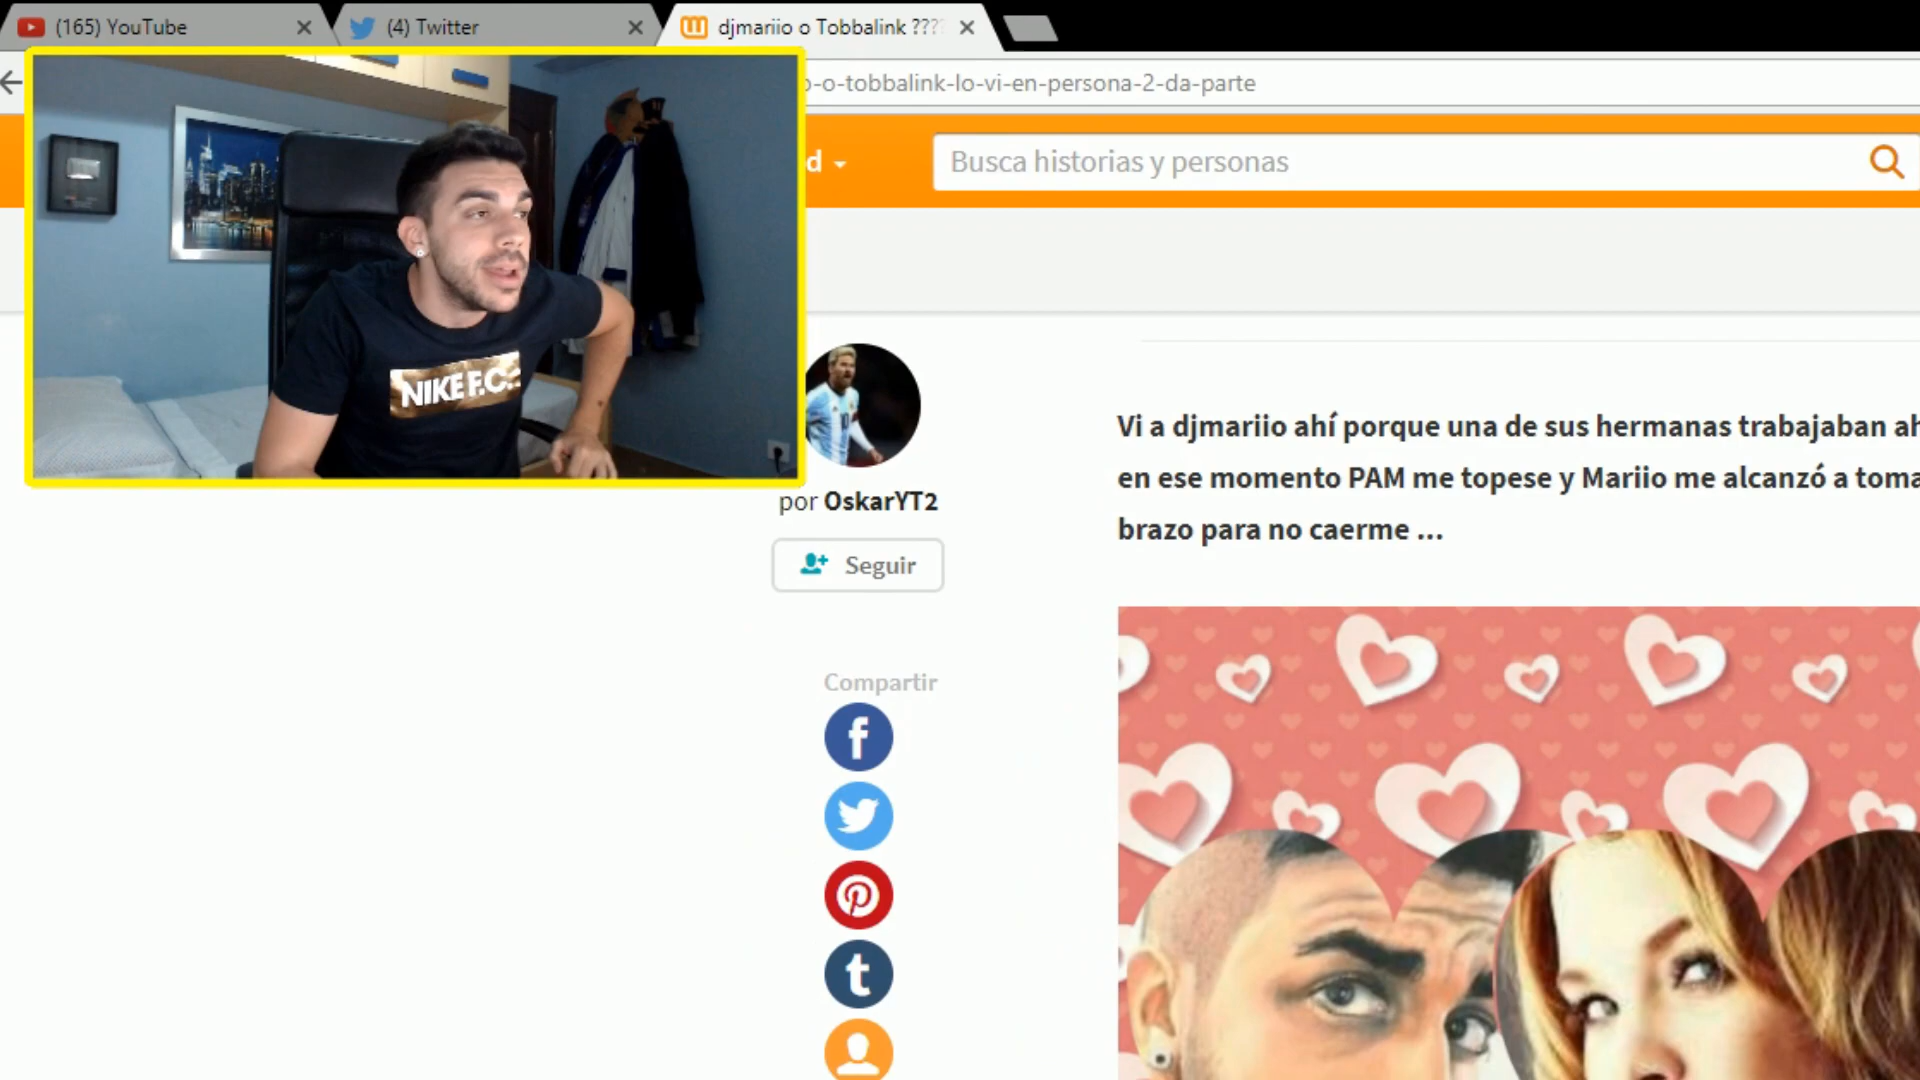 (165) YouTube
(4) Twitter
djmariio o Tobbalink ????
o-o-tobbalink-lo-vi-en-persona-2-da-parte
d
Busca historias y personas
NIKE F.C.
por OskarYT2
Seguir
Compartir
Vi a djmariio ahí porque una de sus hermanas trabajaban ah
en ese momento PAM me topese y Mariio me alcanzó a toma
brazo para no caerme ...